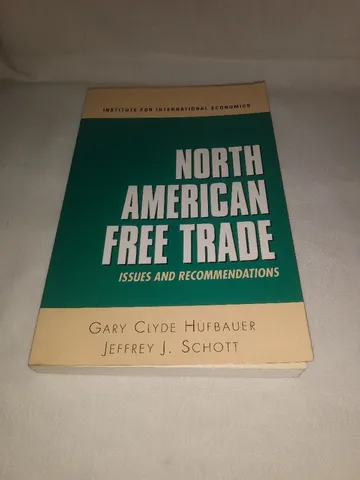 INSTITUTE FOR INTERNATIONAL ECONOMICS
NORTH
AMERICAN
FREE TRADE
ISSUES AND RECOMMENDATIONS
GARY CLYDE HUFBAUER
JEFFREY J. SCHOTT